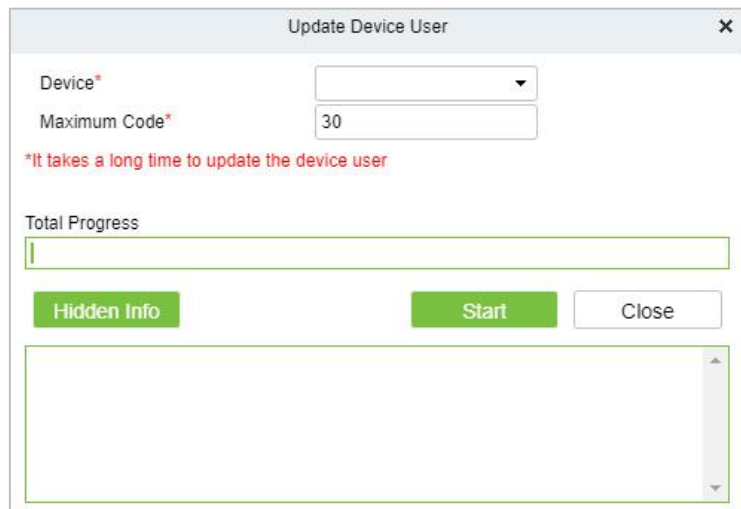 Update Device User
Device*
Maximum Code* 30
*It takes a long time to update the device user
Total Progress
Hidden Info Start Close